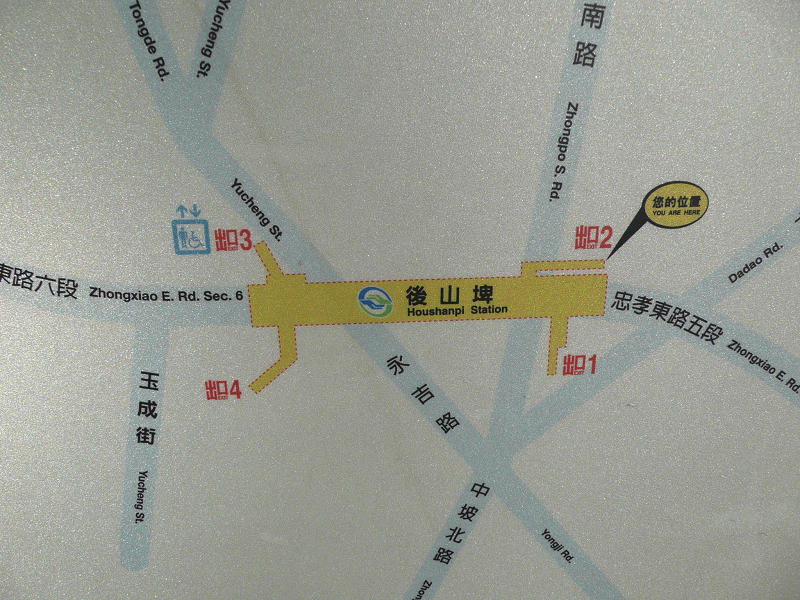 Tongde Rd.
Yucheng St.
南路
Zhongpo S. Rd.
您的位置
YOU ARE HERE
Yucheng St.
出口3
出口2
Dadao Rd.
東路六段 Zhongxiao E. Rd. Sec. 6
後山埤
Houshanpi Station
忠孝東路五段
Zhongxiao E. Rd
出口4
出口1
永吉路
玉成街
Yucheng St.
中坡北路
Yongji Rd.